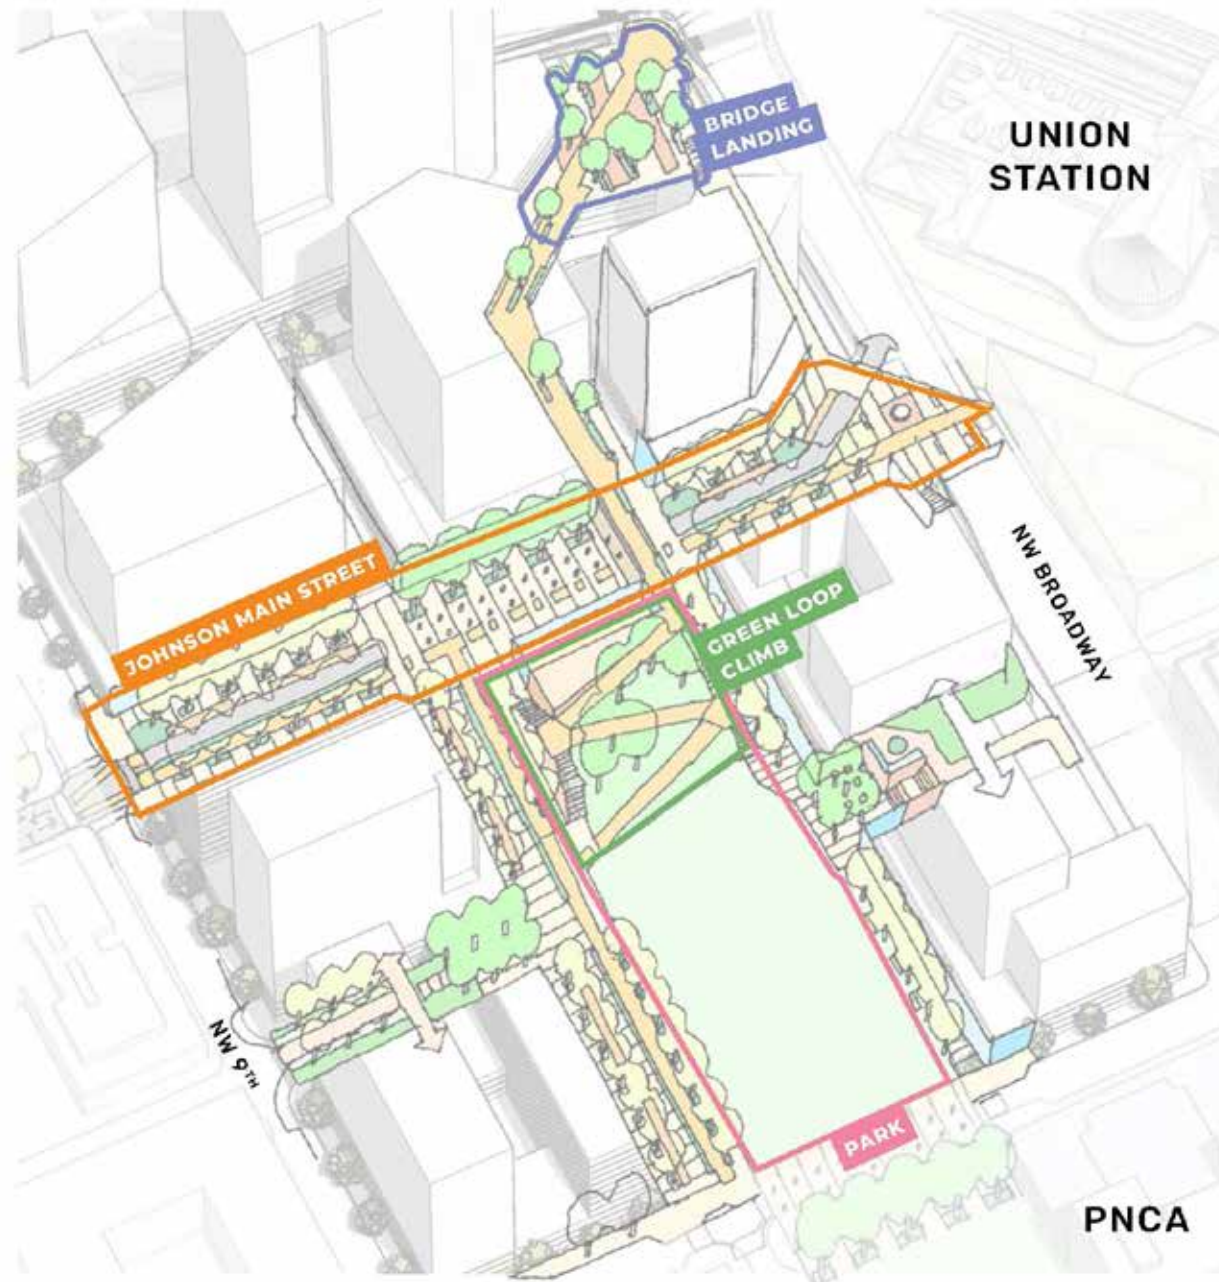 BRIDGE
LANDING
UNION
STATION
JOHNSON MAIN STREET
GREEN LOOP
CLIMB
NW BROADWAY
NW 9TH
PARK
PNCA